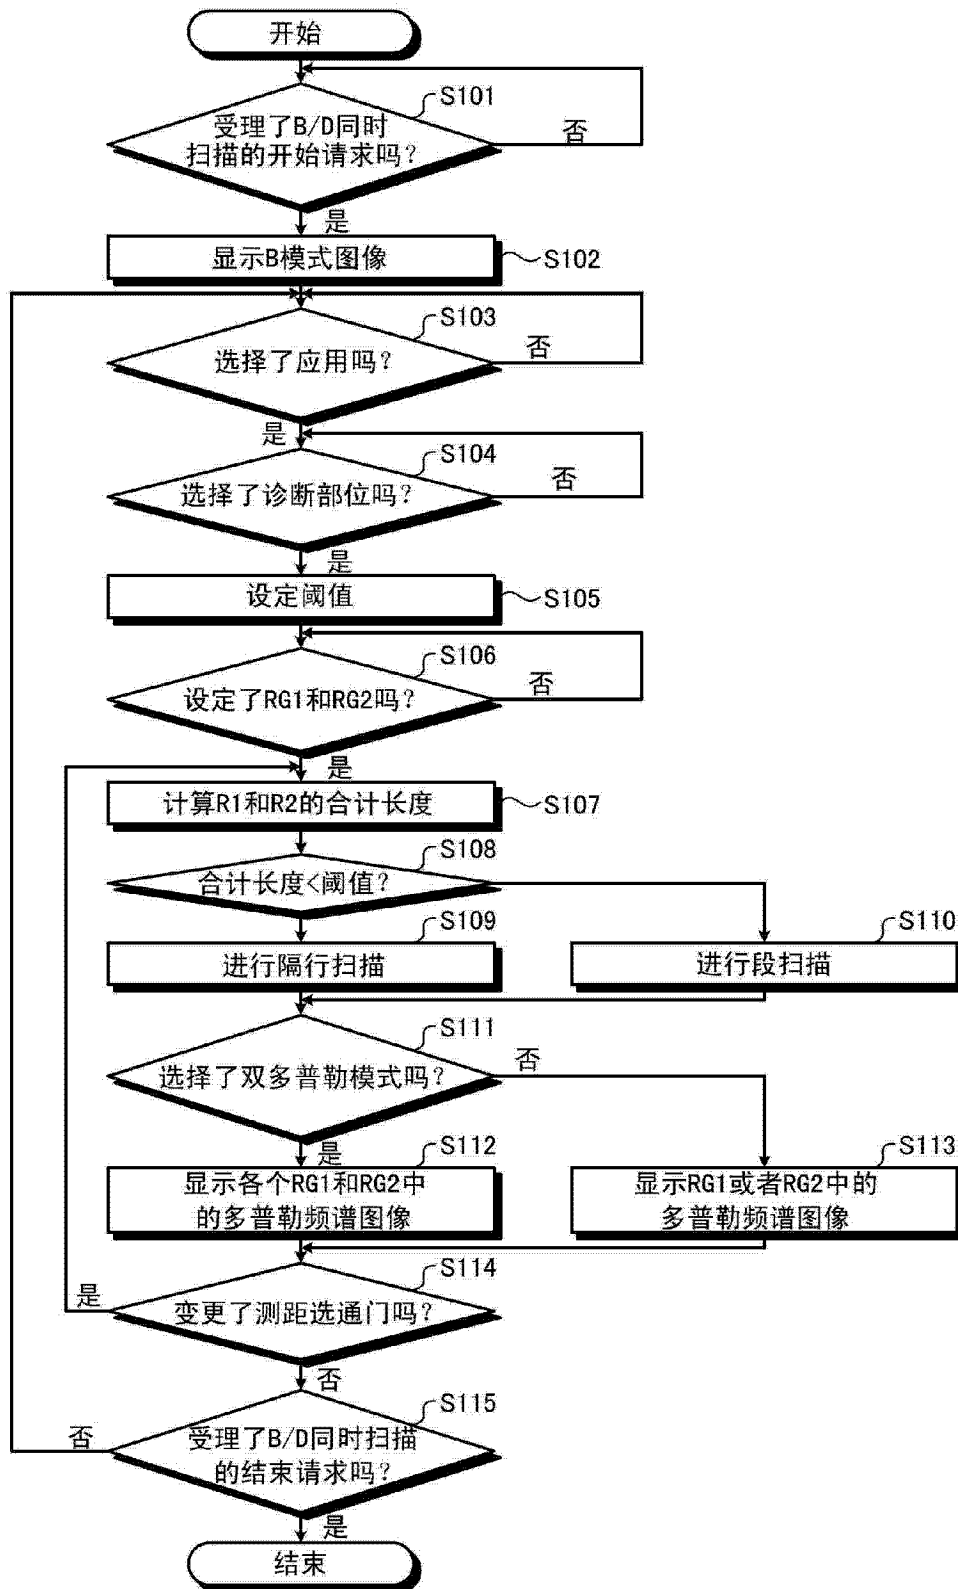 开始
S101
受理了B/D同时
扫描的开始请求吗?
否
是
显示B模式图像
S102
S103
选择了应用吗?
否
是
S104
选择了诊断部位吗?
否
是
设定阈值
S105
S106
设定了RG1和RG2吗?
否
是
计算R1和R2的合计长度
S107
S108
合计长度<阈值?
S109
进行隔行扫描
S110
进行段扫描
S111
选择了双多普勒模式吗?
否
是
S112
显示各个RG1和RG2中
的多普勒频谱图像
S113
显示RG1或者RG2中的
多普勒频谱图像
S114
变更了测距选通门吗?
是
否
S115
受理了B/D同时扫描
的结束请求吗?
否
是
结束